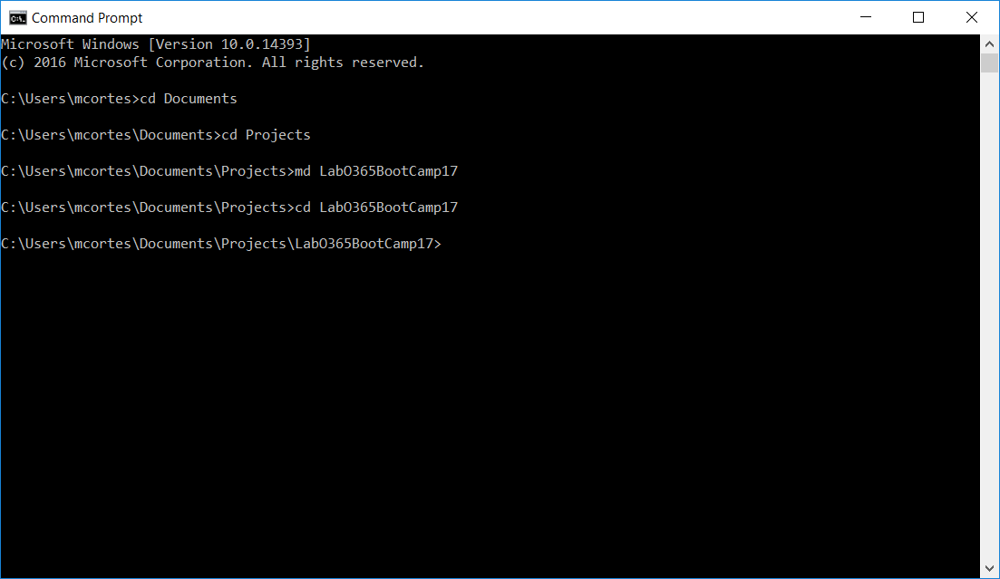 Command Prompt
Microsoft Windows [Version 10.0.14393]
(c) 2016 Microsoft Corporation. All rights reserved.
C:\Users\mcortes>cd Documents
C:\Users\mcortes\Documents>cd Projects
C:\Users\mcortes\Documents\Projects>md LabO365BootCamp17
C:\Users\mcortes\Documents\Projects>cd LabO365BootCamp17
C:\Users\mcortes\Documents\Projects\LabO365BootCamp17>